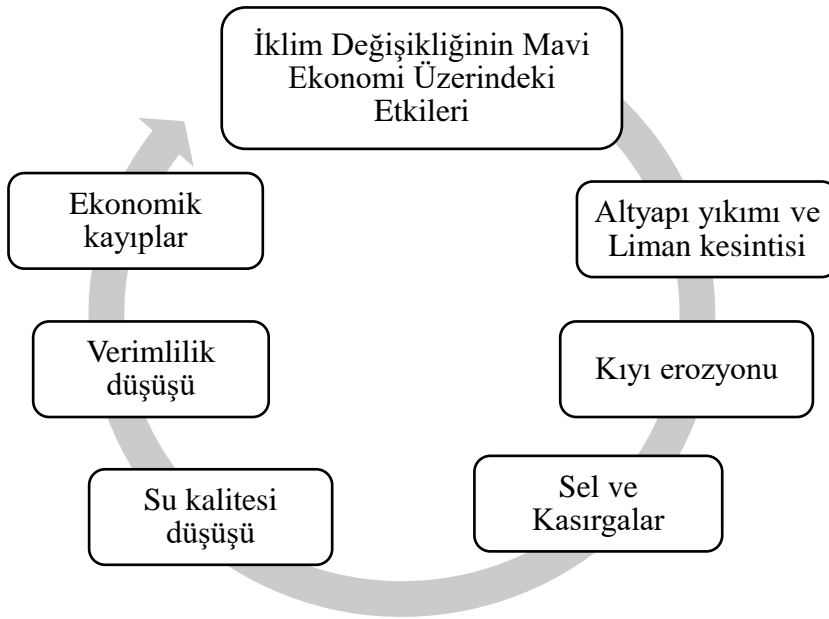 İklim Değişikliğinin Mavi
Ekonomi Üzerindeki
Etkileri
Altyapı yıkımı ve
Liman kesintisi
Kıyı erozyonu
Sel ve
Kasırgalar
Su kalitesi
düşüşü
Verimlilik
düşüşü
Ekonomik
kayıplar